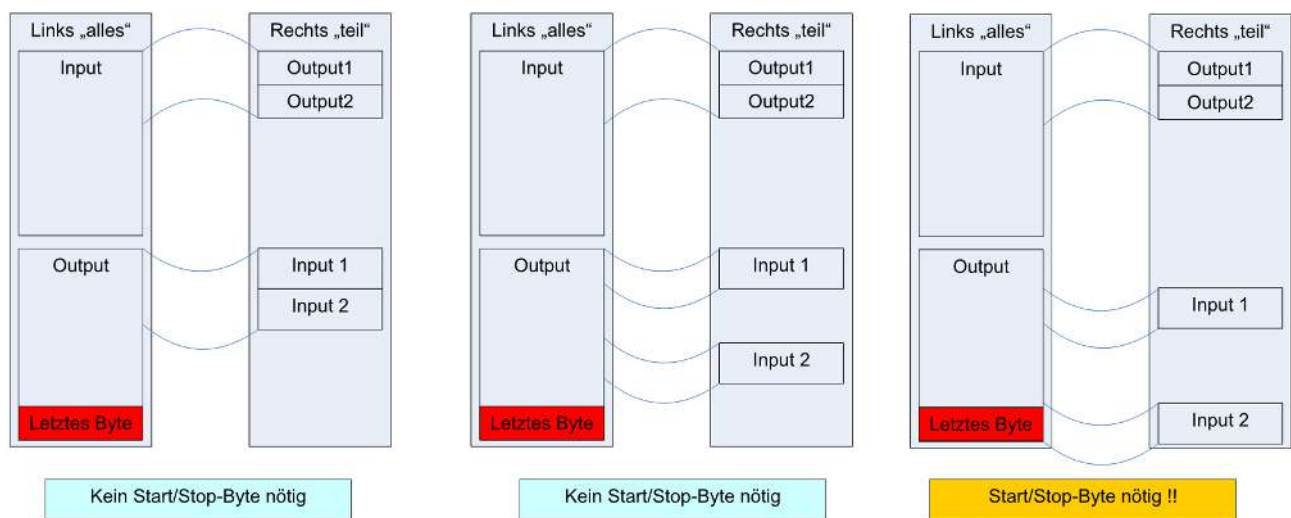 Links „alles“
Rechts „teil“
Input
Output1
Output2
Output
Input 1
Input 2
Letztes Byte
Kein Start/Stop-Byte nötig
Links „alles“
Rechts „teil“
Input
Output1
Output2
Output
Input 1
Input 2
Letztes Byte
Kein Start/Stop-Byte nötig
Links „alles“
Rechts „teil“
Input
Output1
Output2
Output
Input 1
Input 2
Letztes Byte
Start/Stop-Byte nötig !!